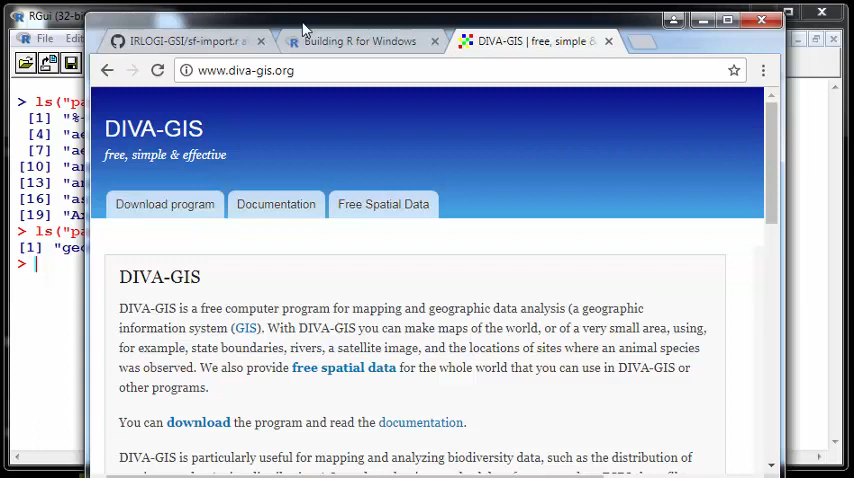 RGui (32-bi
File Edi
IRLOGI-GSI/sf-import.r a
Building R for Windows
DIVA-GIS | free, simple &
www.diva-gis.org
> ls("pa
[1] "%-
[4] "ae
[7] "ae
[10] "an
[13] "an
[16] "as
[19] "Ax
> ls("pa
[1] "geo
>
DIVA-GIS
free, simple & effective
Download program
Documentation
Free Spatial Data
DIVA-GIS
DIVA-GIS is a free computer program for mapping and geographic data analysis (a geographic
information system (GIS). With DIVA-GIS you can make maps of the world, or of a very small area, using,
for example, state boundaries, rivers, a satellite image, and the locations of sites where an animal species
was observed. We also provide free spatial data for the whole world that you can use in DIVA-GIS or
other programs.
You can download the program and read the documentation.
DIVA-GIS is particularly useful for mapping and analyzing biodiversity data, such as the distribution of